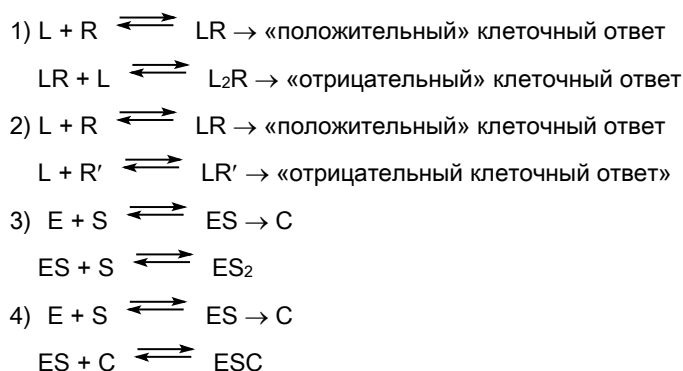 1) L + R ⇄ LR → «положительный» клеточный ответ
LR + L ⇄ L₂R → «отрицательный» клеточный ответ
2) L + R ⇄ LR → «положительный» клеточный ответ
L + R′ ⇄ LR′ → «отрицательный клеточный ответ»
3) E + S ⇄ ES → C
ES + S ⇄ ES₂
4) E + S ⇄ ES → C
ES + C ⇄ ESC